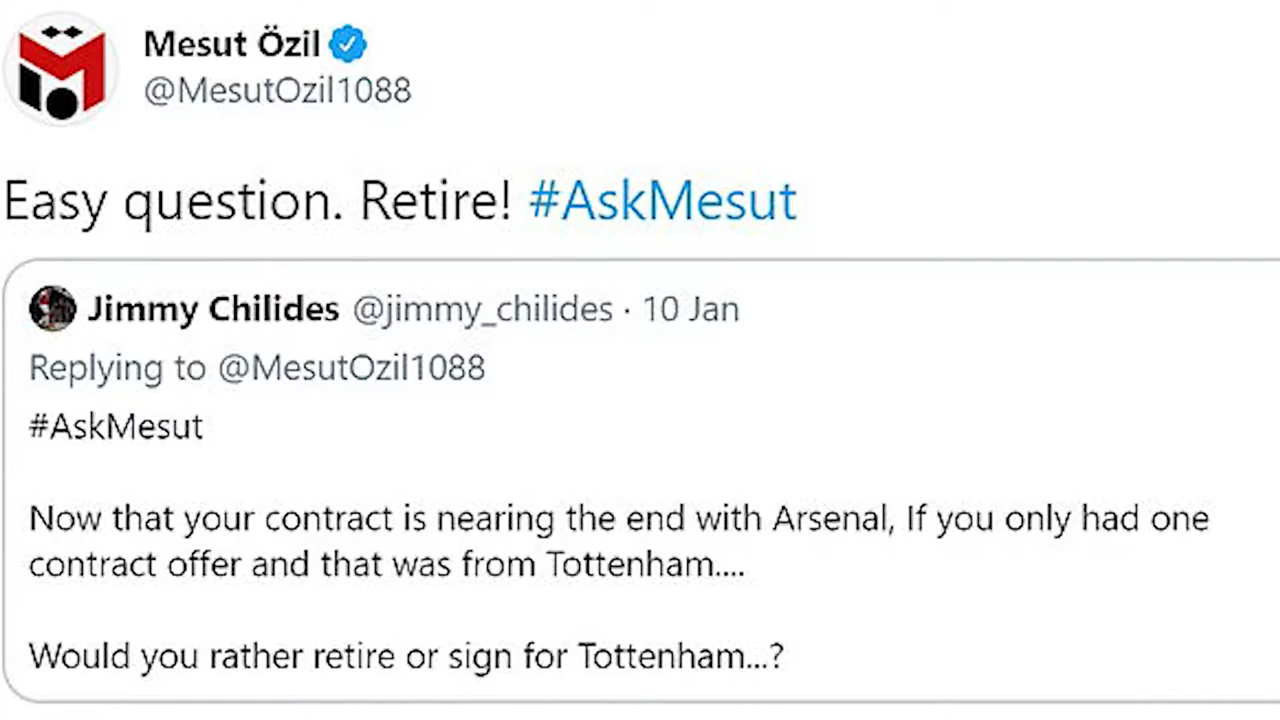 Mesut Özil
@MesutOzil1088
Easy question. Retire! #AskMesut
Jimmy Chilides @jimmy_chilides · 10 Jan
Replying to @MesutOzil1088
#AskMesut
Now that your contract is nearing the end with Arsenal, If you only had one
contract offer and that was from Tottenham....
Would you rather retire or sign for Tottenham...?